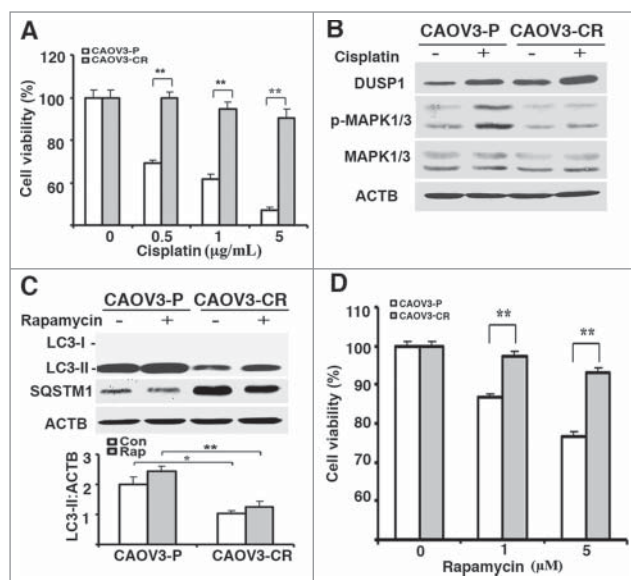 A
CAOV3-P
CAOV3-CR
120
100
80
60
Cell viability (%)
** ** **
0 0.5 1 5
Cisplatin (µg/mL)
B
CAOV3-P CAOV3-CR
Cisplatin - + - +
DUSP1
p-MAPK1/3
MAPK1/3
ACTB
C
CAOV3-P CAOV3-CR
Rapamycin - + - +
LC3-I -
LC3-II -
SQSTM1
ACTB
Con
Rap
**
*
3
2
1
LC3-II:ACTB
CAOV3-P CAOV3-CR
D
CAOV3-P
CAOV3-CR
100
90
80
70
60
Cell viability (%)
** **
0 1 5
Rapamycin (µM)